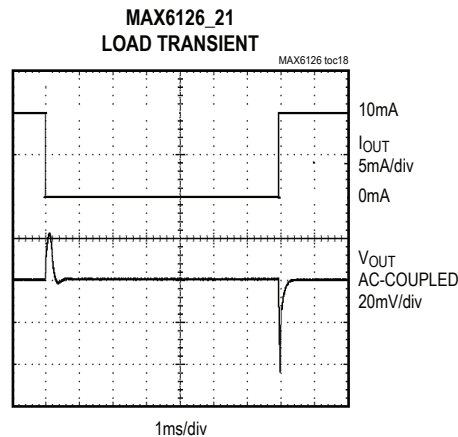 MAX6126_21
LOAD TRANSIENT
MAX6126 toc18
10mA
IOUT
5mA/div
0mA
VOUT
AC-COUPLED
20mV/div
1ms/div